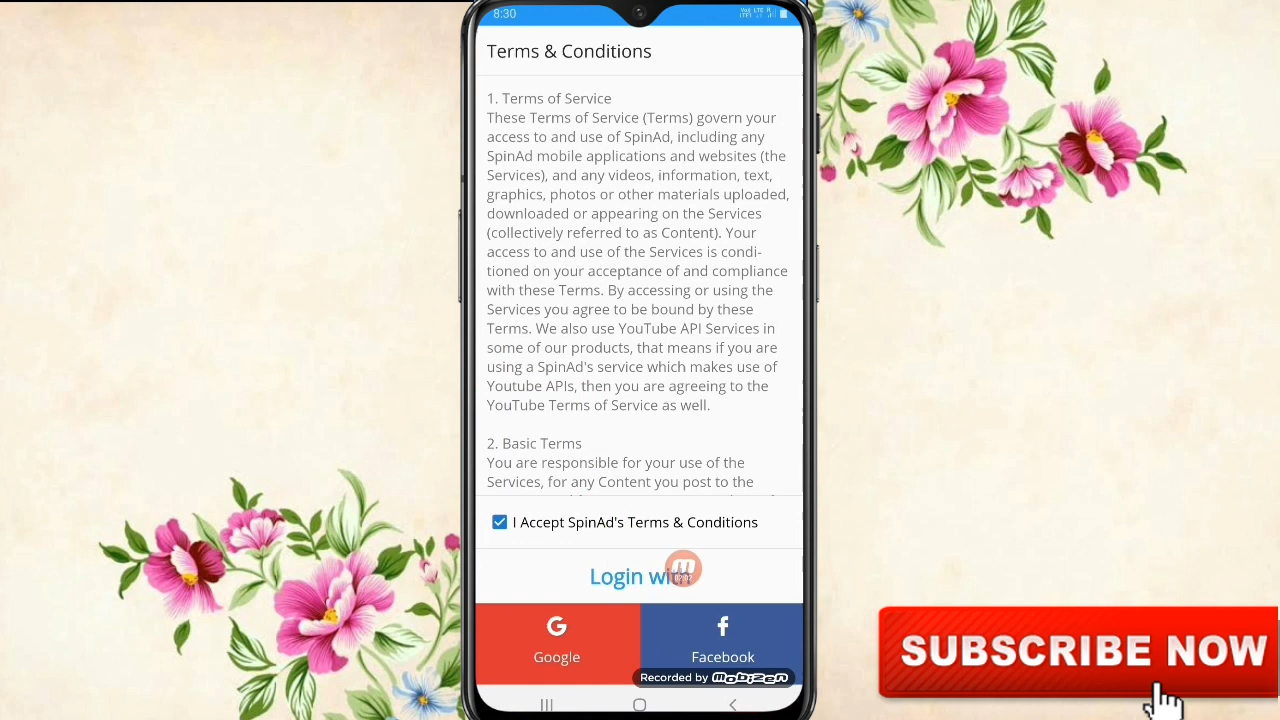 8:30
Terms & Conditions
1. Terms of Service
These Terms of Service (Terms) govern your
access to and use of SpinAd, including any
SpinAd mobile applications and websites (the
Services), and any videos, information, text,
graphics, photos or other materials uploaded,
downloaded or appearing on the Services
(collectively referred to as Content). Your
access to and use of the Services is condi-
tioned on your acceptance of and compliance
with these Terms. By accessing or using the
Services you agree to be bound by these
Terms. We also use YouTube API Services in
some of our products, that means if you are
using a SpinAd's service which makes use of
Youtube APIs, then you are agreeing to the
YouTube Terms of Service as well.
2. Basic Terms
You are responsible for your use of the
Services, for any Content you post to the
I Accept SpinAd's Terms & Conditions
Login with
Google
Facebook
Recorded by Mobizen
SUBSCRIBE NOW